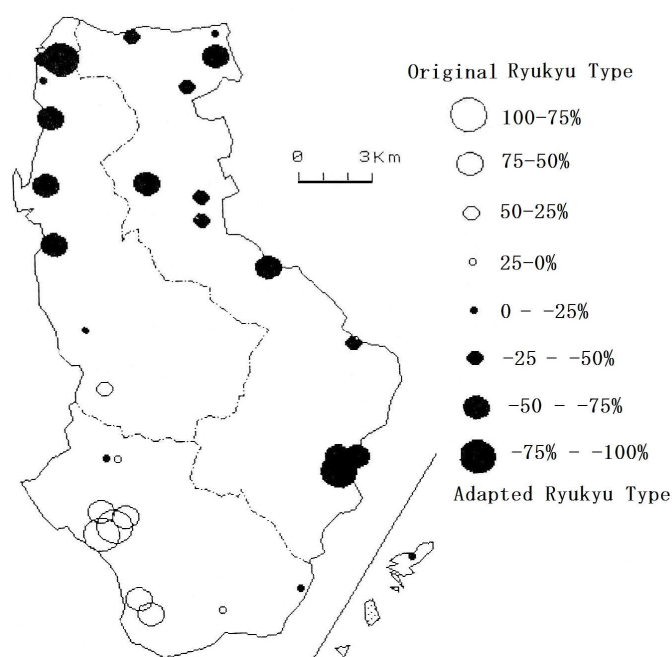 Original Ryukyu Type
100-75%
75-50%
50-25%
25-0%
0 - -25%
-25 - -50%
-50 - -75%
-75% - -100%
Adapted Ryukyu Type
0 3Km